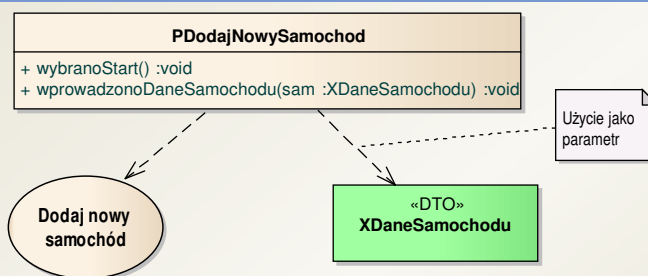 PDodajNowySamochod
+ wybranoStart() :void
+ wprowadzonoDaneSamochodu(sam :XDaneSamochodu) :void
Użycie jako
parametr
Dodaj nowy
samochód
«DTO»
XDaneSamochodu